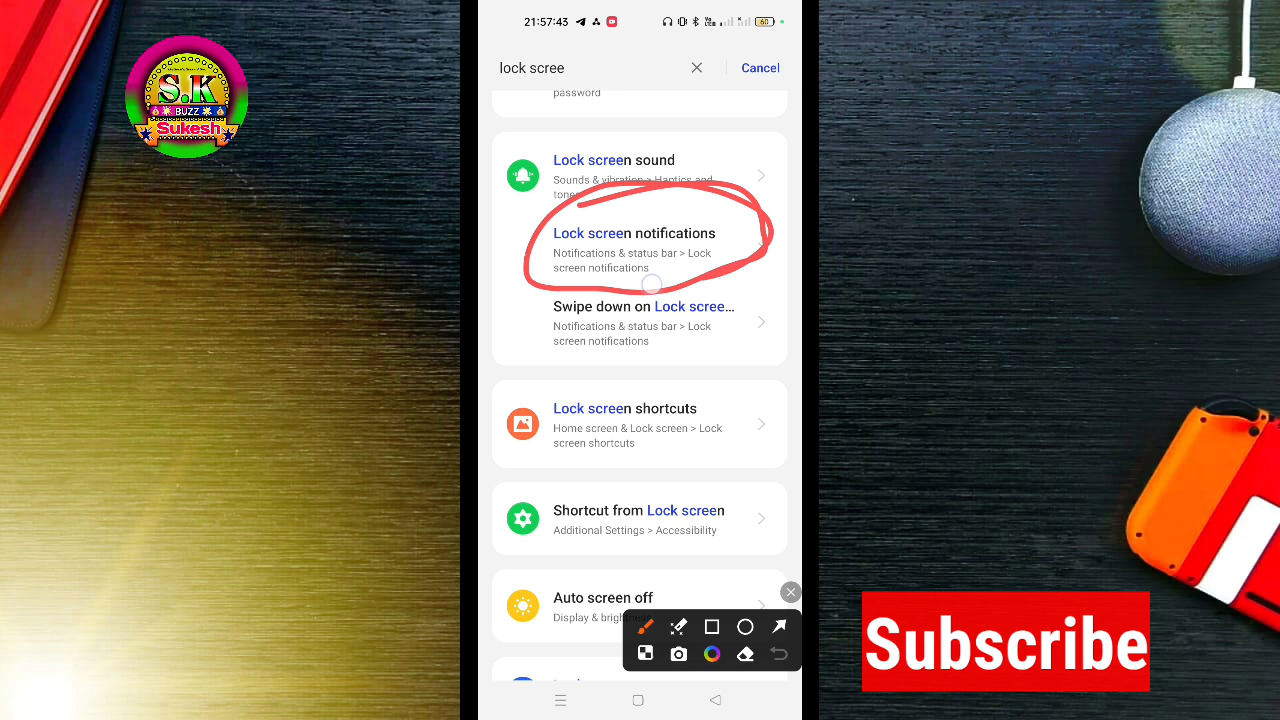 21:57:43
60
lock scree
Cancel
password
Lock screen sound
Sounds & vibration > Haptics and
tones
Lock screen notifications
Notifications & status bar > Lock
screen notifications
Swipe down on Lock scree...
Notifications & status bar > Lock
screen notifications
Lock screen shortcuts
Home screen & Lock screen > Lock
screen shortcuts
Shortcut from Lock screen
Additional Settings > Accessibility
Auto screen off
Display & brightn
S.K
BUZZ
Sukesh
Subscribe